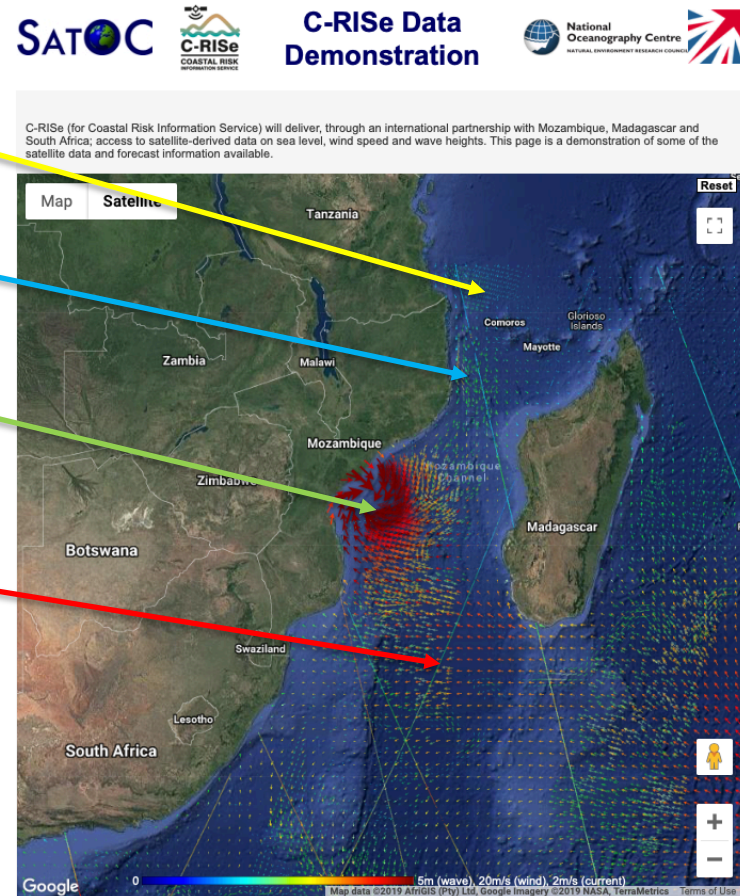 SATOC
C-RISe
COASTAL RISK
INFORMATION SERVICE
C-RISe Data
Demonstration
National
Oceanography Centre
NATURAL ENVIRONMENT RESEARCH COUNCIL
C-RISe (for Coastal Risk Information Service) will deliver, through an international partnership with Mozambique, Madagascar and
South Africa; access to satellite-derived data on sea level, wind speed and wave heights. This page is a demonstration of some of the
satellite data and forecast information available.
Map
Satellite
Reset
Tanzania
Comoros
Glorioso
Islands
Mayotte
Zambia
Malawi
Mozambique
Mozambique
Channel
Zimbabwe
Madagascar
Botswana
Swaziland
Lesotho
South Africa
Google
0
5m (wave), 20m/s (wind), 2m/s (current)
Map data ©2019 AfriGIS (Pty) Ltd, Google Imagery ©2019 NASA, TerraMetrics
Terms of Use